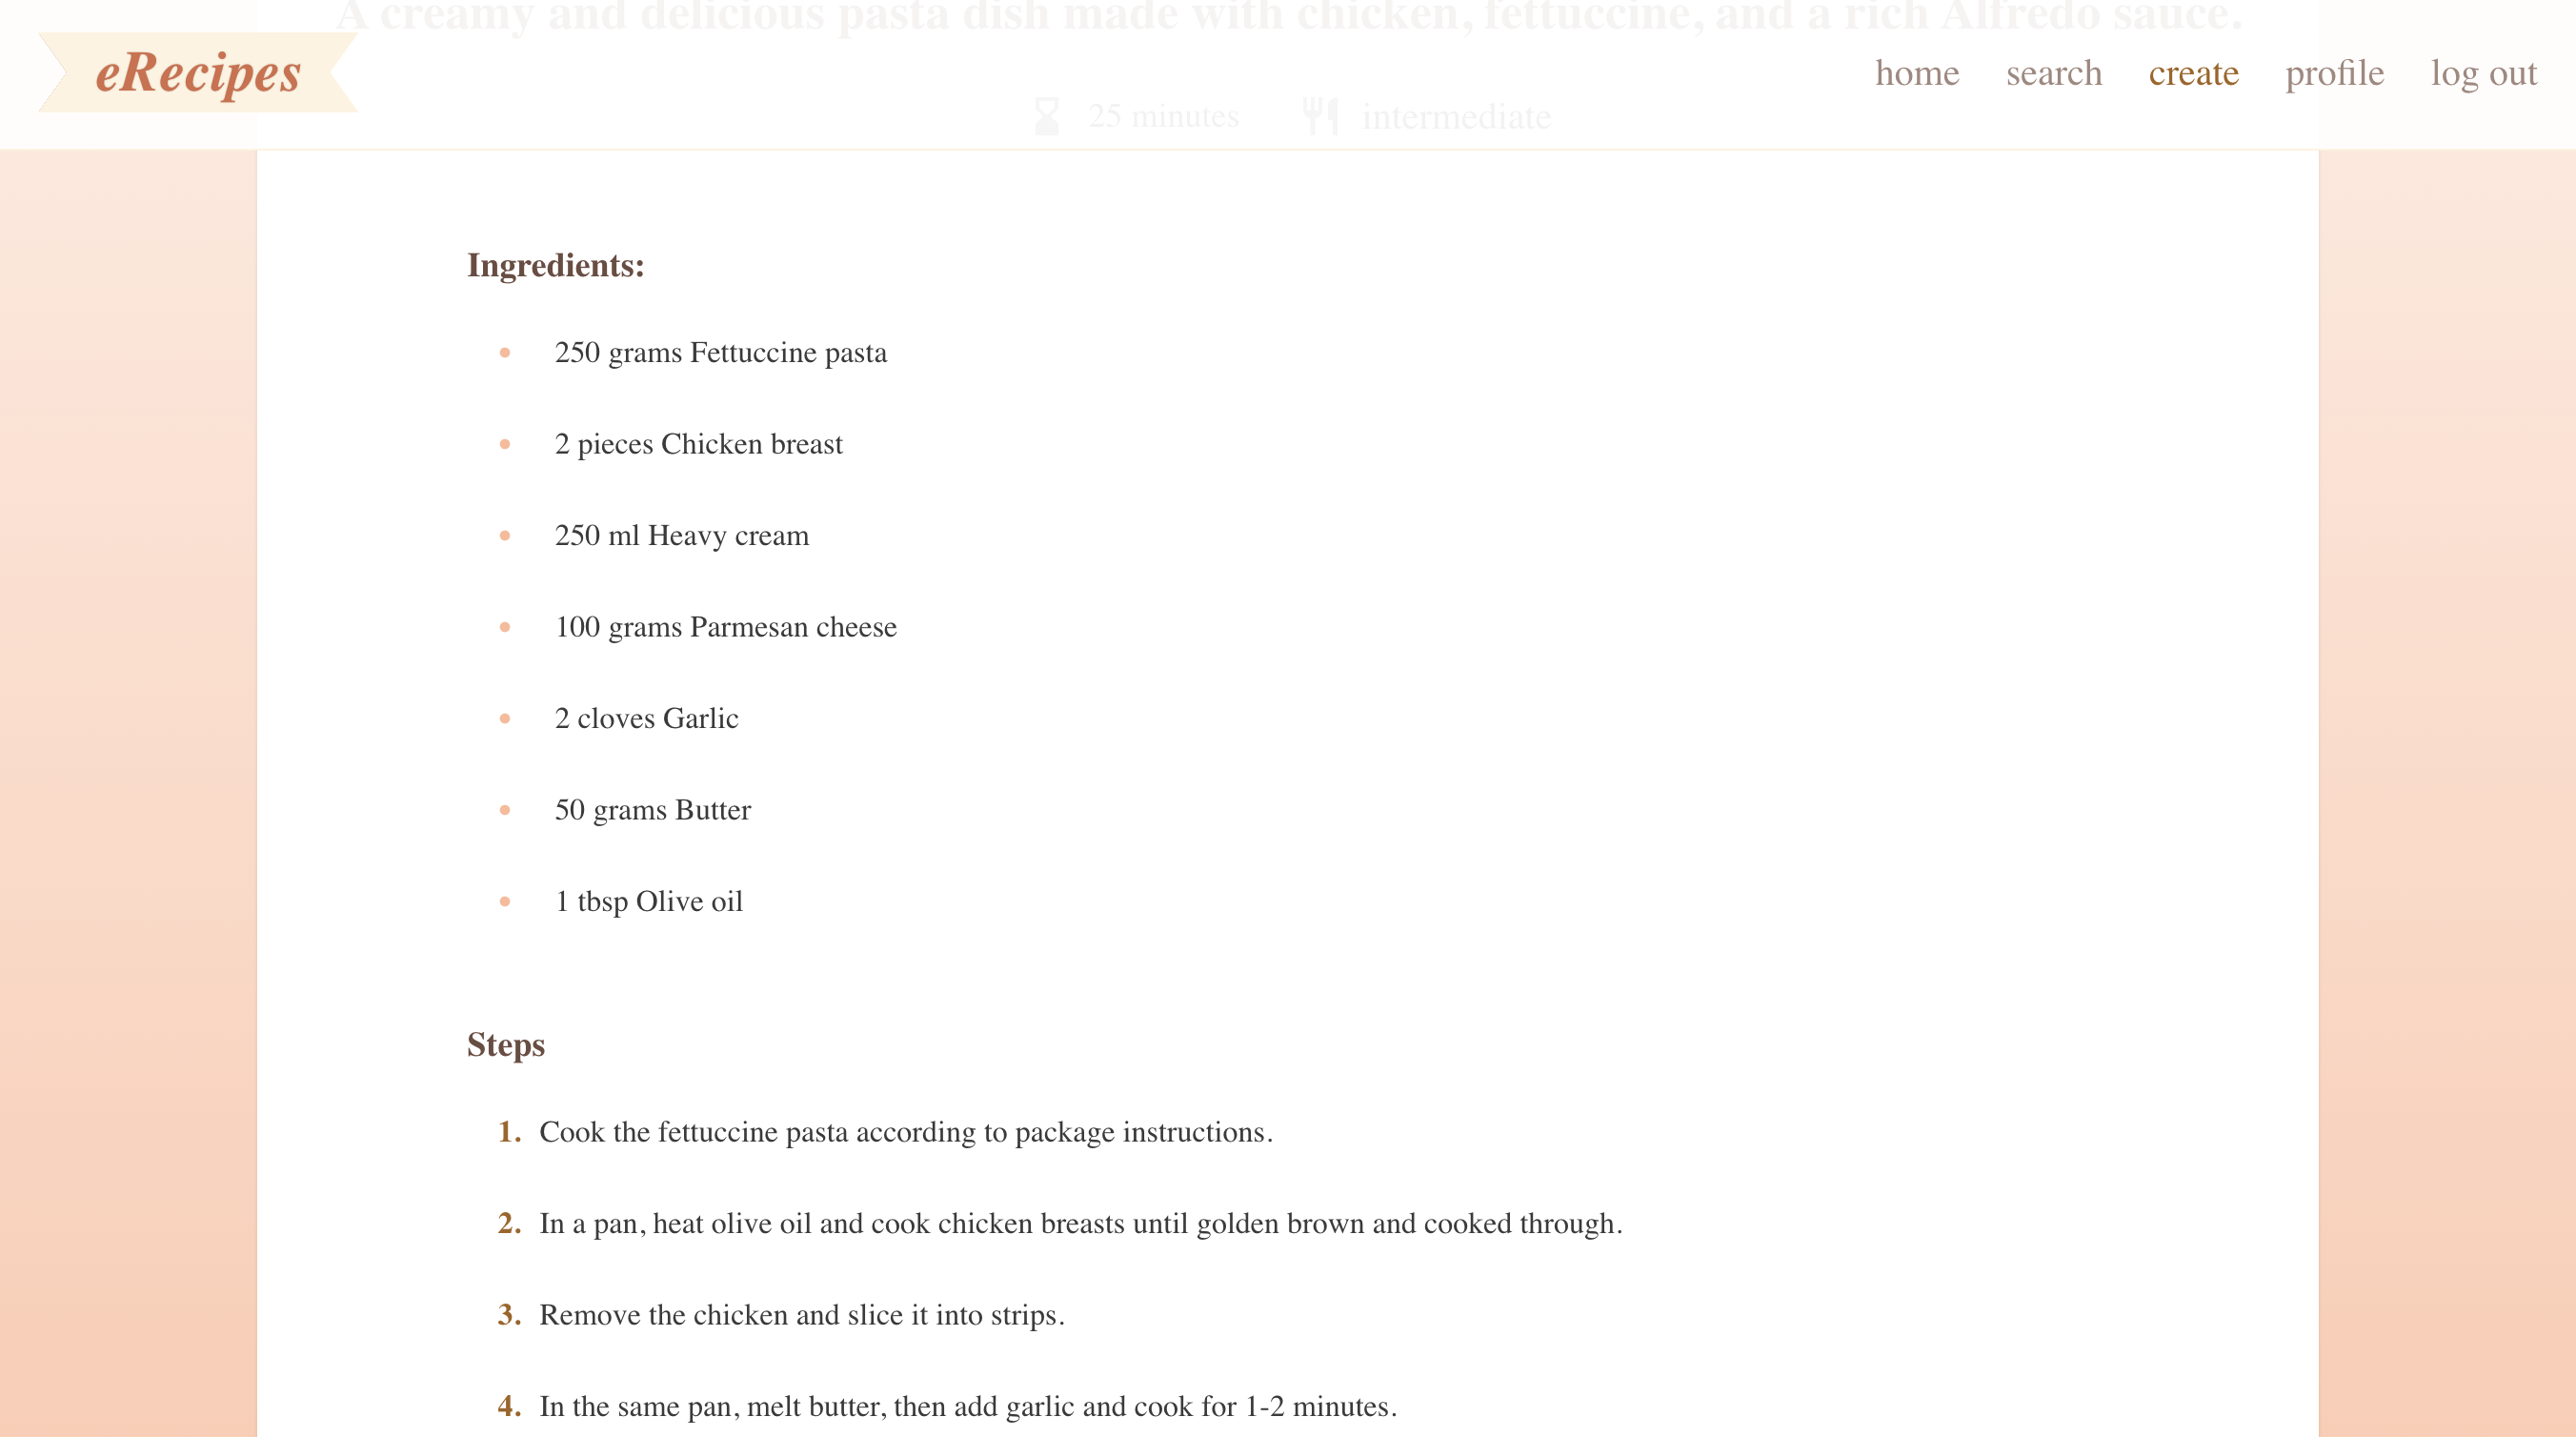 A creamy and delicious pasta dish made with chicken, fettuccine, and a rich Alfredo sauce.
eRecipes
home search create profile log out
25 minutes intermediate
Ingredients:
• 250 grams Fettuccine pasta
• 2 pieces Chicken breast
• 250 ml Heavy cream
• 100 grams Parmesan cheese
• 2 cloves Garlic
• 50 grams Butter
• 1 tbsp Olive oil
Steps
1. Cook the fettuccine pasta according to package instructions.
2. In a pan, heat olive oil and cook chicken breasts until golden brown and cooked through.
3. Remove the chicken and slice it into strips.
4. In the same pan, melt butter, then add garlic and cook for 1-2 minutes.